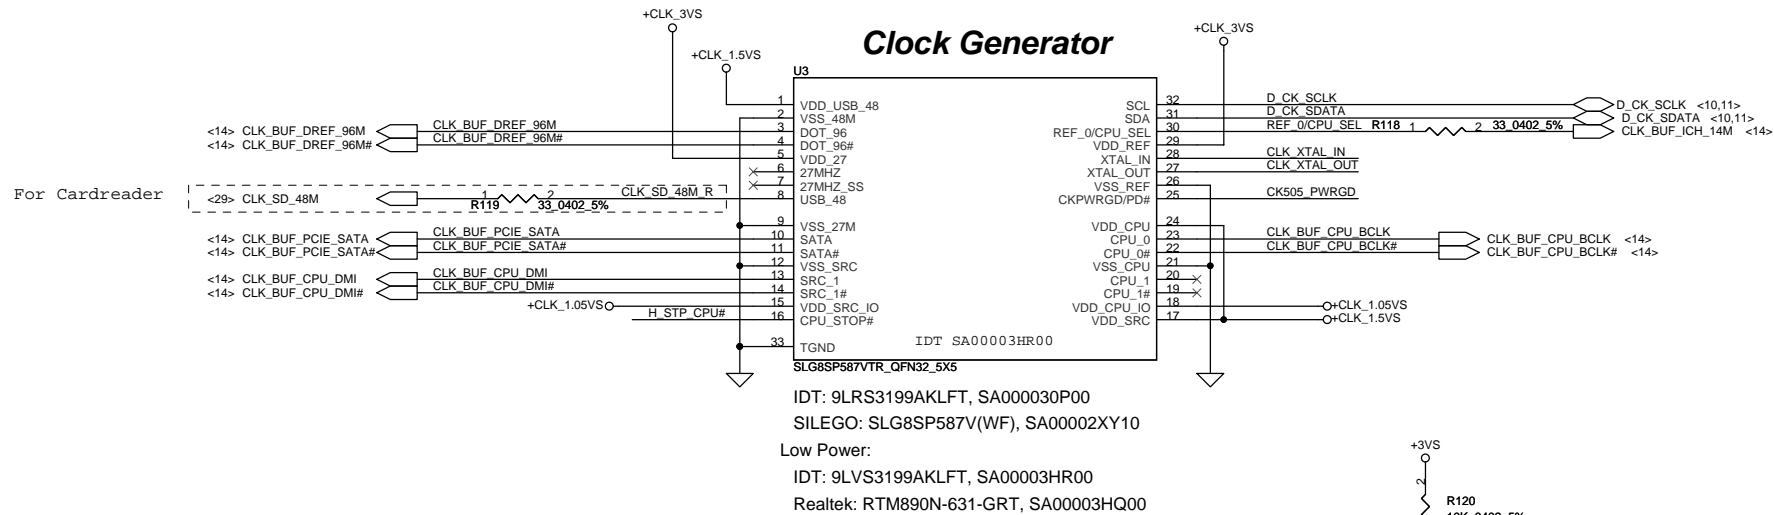 +CLK_3VS
Clock Generator
+CLK_3VS
+CLK_1.5VS
U3
1 VDD_USB_48
2 VSS_48M
<14> CLK_BUF_DREF_96M CLK_BUF_DREF_96M 3 DOT_96
<14> CLK_BUF_DREF_96M# CLK_BUF_DREF_96M# 4 DOT_96#
5 VDD_27
6 27MHZ
7 27MHZ_SS
For Cardreader <29> CLK_SD_48M 1 R119 2 33_0402_5% CLK_SD_48M_R 8 USB_48
9 VSS_27M
<14> CLK_BUF_PCIE_SATA CLK_BUF_PCIE_SATA 10 SATA
<14> CLK_BUF_PCIE_SATA# CLK_BUF_PCIE_SATA# 11 SATA#
12 VSS_SRC
<14> CLK_BUF_CPU_DMI CLK_BUF_CPU_DMI 13 SRC_1
<14> CLK_BUF_CPU_DMI# CLK_BUF_CPU_DMI# 14 SRC_1#
+CLK_1.05VS 15 VDD_SRC_IO
H_STP_CPU# 16 CPU_STOP#
33 TGND
SCL 32 D_CK_SCLK D_CK_SCLK <10,11>
SDA 31 D_CK_SDATA D_CK_SDATA <10,11>
REF_0/CPU_SEL 30 REF_0/CPU_SEL R118 1 2 33_0402_5% CLK_BUF_ICH_14M <14>
VDD_REF 29
XTAL_IN 28 CLK_XTAL_IN
XTAL_OUT 27 CLK_XTAL_OUT
VSS_REF 26
CKPWRGD/PD# 25 CK505_PWRGD
VDD_CPU 24
CPU_0 23 CLK_BUF_CPU_BCLK CLK_BUF_CPU_BCLK <14>
CPU_0# 22 CLK_BUF_CPU_BCLK# CLK_BUF_CPU_BCLK# <14>
VSS_CPU 21
CPU_1 20
CPU_1# 19
VDD_CPU_IO 18 +CLK_1.05VS
VDD_SRC 17 +CLK_1.5VS
IDT SA00003HR00
SLG8SP587VTR_QFN32_5X5
IDT: 9LRS3199AKLFT, SA000030P00
SILEGO: SLG8SP587V(WF), SA00002XY10
Low Power:
IDT: 9LVS3199AKLFT, SA00003HR00
Realtek: RTM890N-631-GRT, SA00003HQ00
+3VS
2
R120